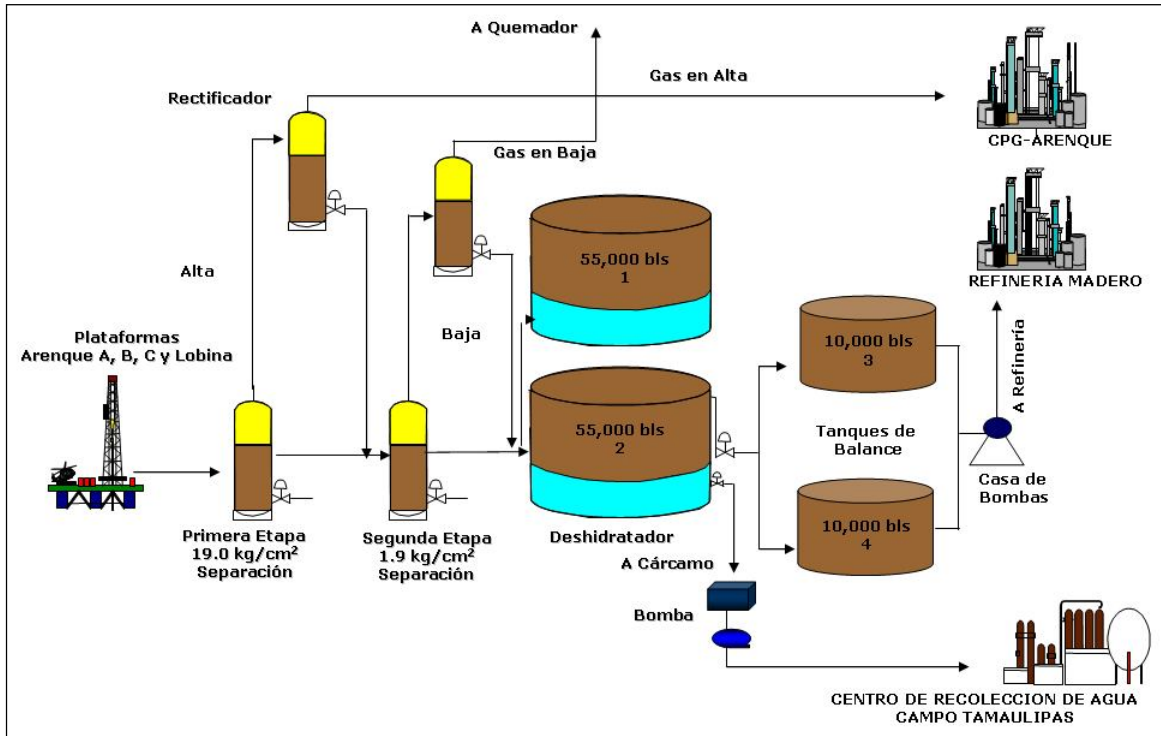 A Quemador
Gas en Alta
Rectificador
CPG-ARENQUE
Gas en Baja
55,000 bls
1
Alta
REFINERIA MADERO
Baja
Plataformas
Arenque A, B, C y Lobina
10,000 bls
3
A Refinería
55,000 bls
2
Tanques de
Balance
Casa de
Bombas
Primera Etapa
19.0 kg/cm²
Separación
Segunda Etapa
1.9 kg/cm²
Separación
Deshidratador
10,000 bls
4
A Cárcamo
Bomba
CENTRO DE RECOLECCION DE AGUA
CAMPO TAMAULIPAS